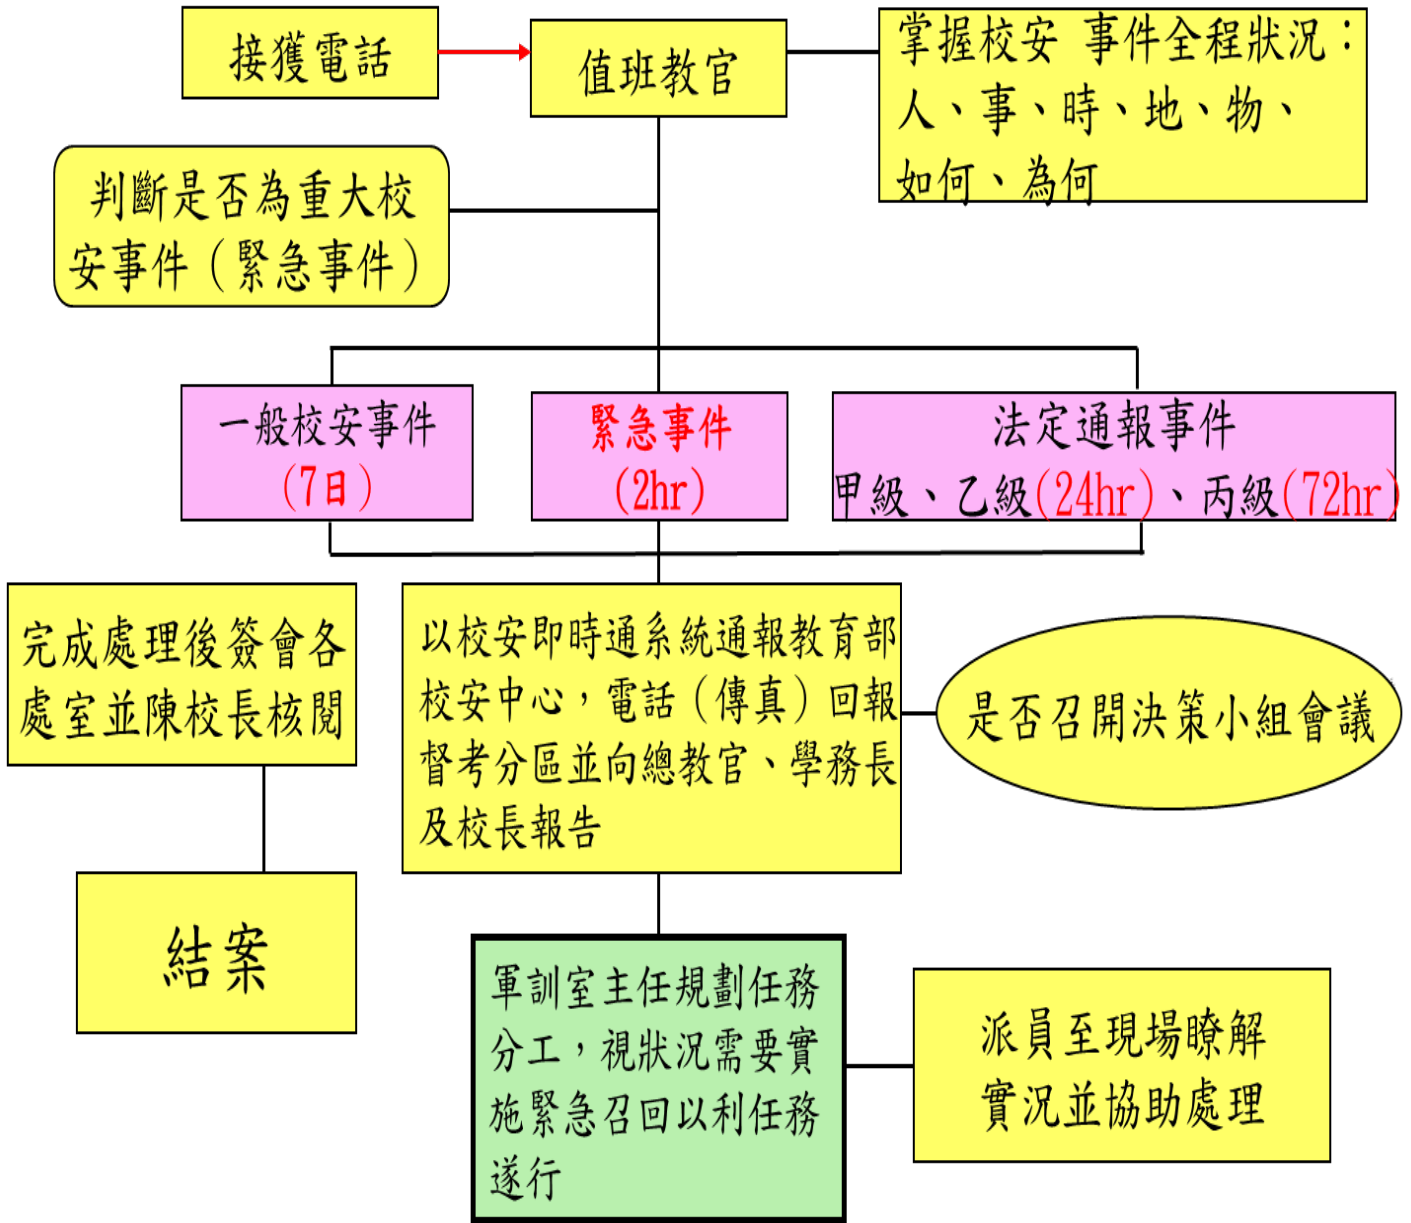 接獲電話
值班教官
掌握校安 事件全程狀況：
人、事、時、地、物、
如何、為何
判斷是否為重大校
安事件（緊急事件）
一般校安事件
(7日)
緊急事件
(2hr)
法定通報事件
甲級、乙級(24hr)、丙級(72hr)
完成處理後簽會各
處室並陳校長核閱
以校安即時通系統通報教育部
校安中心，電話（傳真）回報
督考分區並向總教官、學務長
及校長報告
是否召開決策小組會議
結案
軍訓室主任規劃任務
分工，視狀況需要實
施緊急召回以利任務
遂行
派員至現場瞭解
實況並協助處理